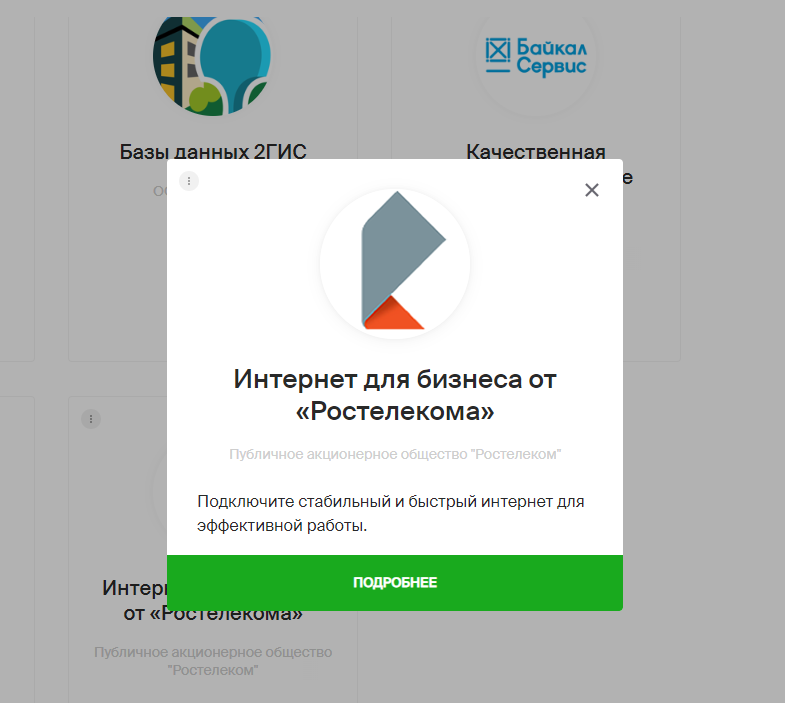 Байкал
Сервис
Базы данных 2ГИС
Качественная
Интернет для бизнеса от
«Ростелекома»
Публичное акционерное общество "Ростелеком"
Подключите стабильный и быстрый интернет для
эффективной работы.
ПОДРОБНЕЕ
от «Ростелекома»
Публичное акционерное общество
"Ростелеком"